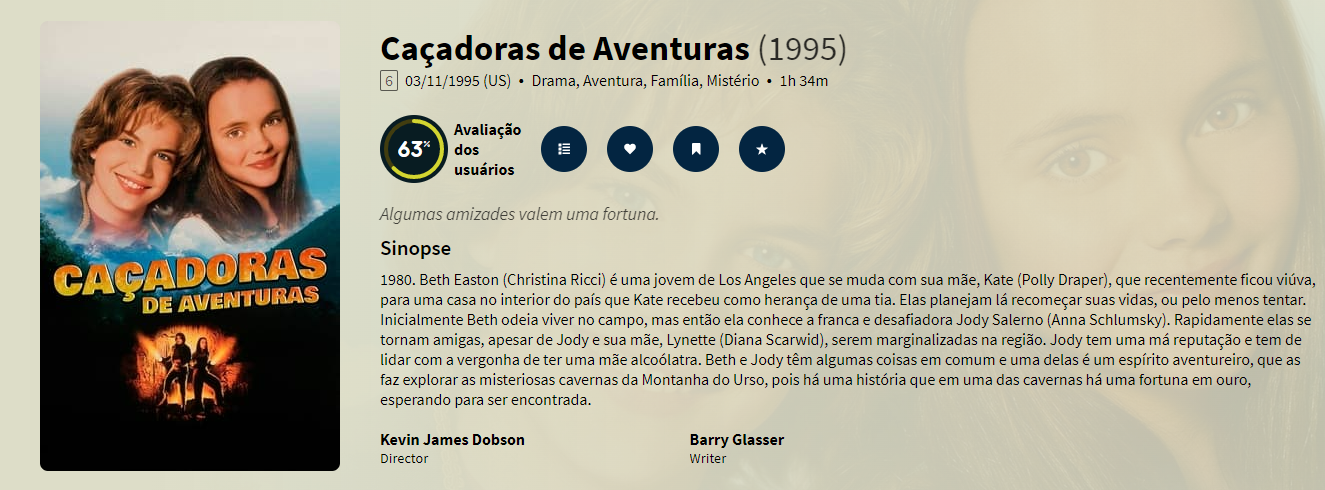 CAÇADORAS
DE AVENTURAS
Caçadoras de Aventuras (1995)
6 03/11/1995 (US) • Drama, Aventura, Família, Mistério • 1h 34m
63%
Avaliação
dos
usuários
Algumas amizades valem uma fortuna.
Sinopse
1980. Beth Easton (Christina Ricci) é uma jovem de Los Angeles que se muda com sua mãe, Kate (Polly Draper), que recentemente ficou viúva,
para uma casa no interior do país que Kate recebeu como herança de uma tia. Elas planejam lá recomeçar suas vidas, ou pelo menos tentar.
Inicialmente Beth odeia viver no campo, mas então ela conhece a franca e desafiadora Jody Salerno (Anna Schlumsky). Rapidamente elas se
tornam amigas, apesar de Jody e sua mãe, Lynette (Diana Scarwid), serem marginalizadas na região. Jody tem uma má reputação e tem de
lidar com a vergonha de ter uma mãe alcoólatra. Beth e Jody têm algumas coisas em comum e uma delas é um espírito aventureiro, que as
faz explorar as misteriosas cavernas da Montanha do Urso, pois há uma história que em uma das cavernas há uma fortuna em ouro,
esperando para ser encontrada.
Kevin James Dobson
Director
Barry Glasser
Writer